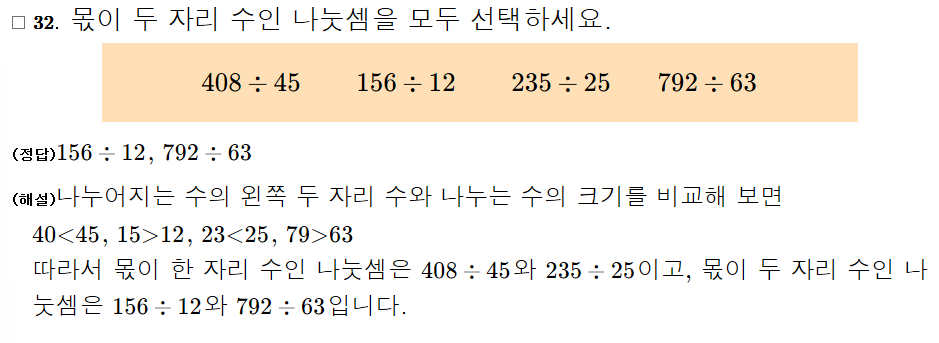 □ 32. 몫이 두 자리 수인 나눗셈을 모두 선택하세요.
408÷45 156÷12 235÷25 792÷63
(정답)156÷12, 792÷63
(해설)나누어지는 수의 왼쪽 두 자리 수와 나누는 수의 크기를 비교해 보면
40<45, 15>12, 23<25, 79>63
따라서 몫이 한 자리 수인 나눗셈은 408÷45와 235÷25이고, 몫이 두 자리 수인 나
눗셈은 156÷12와 792÷63입니다.